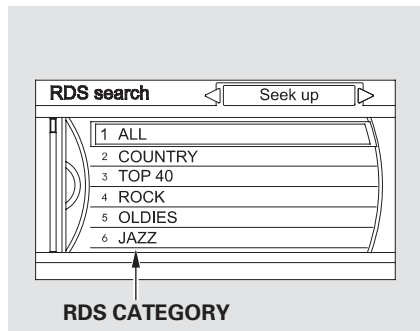 RDS search
Seek up
1 ALL
2 COUNTRY
3 TOP 40
4 ROCK
5 OLDIES
6 JAZZ
RDS CATEGORY